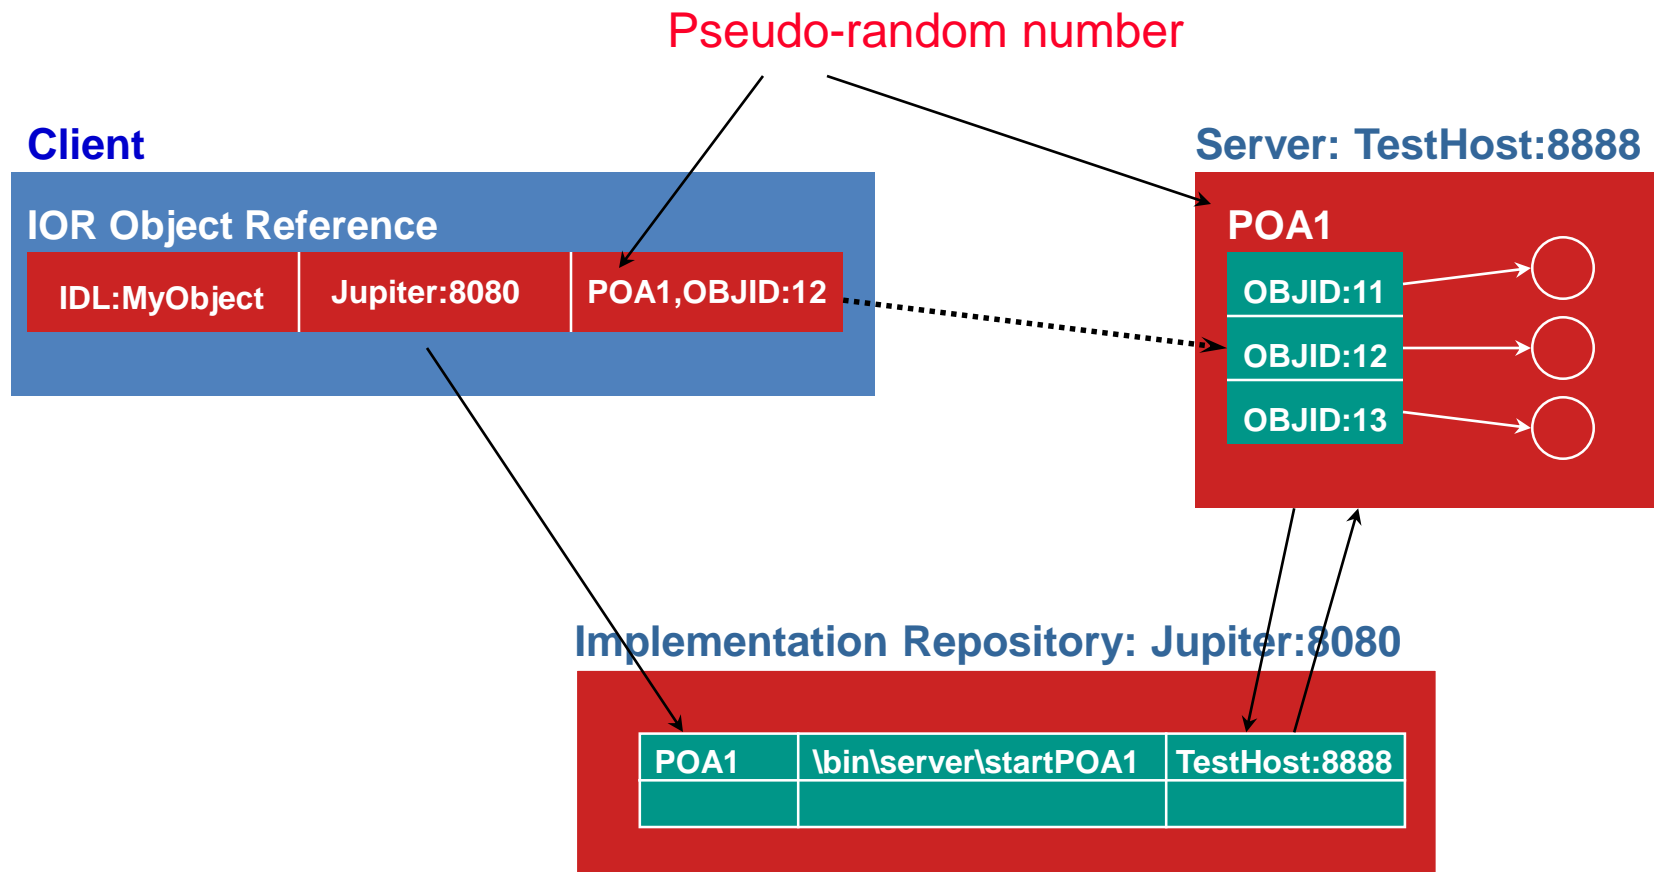 Pseudo-random number
Client
Server: TestHost:8888
IOR Object Reference
IDL:MyObject
Jupiter:8080
POA1,OBJID:12
POA1
OBJID:11
OBJID:12
OBJID:13
Implementation Repository: Jupiter:8080
POA1
\bin\server\startPOA1
TestHost:8888